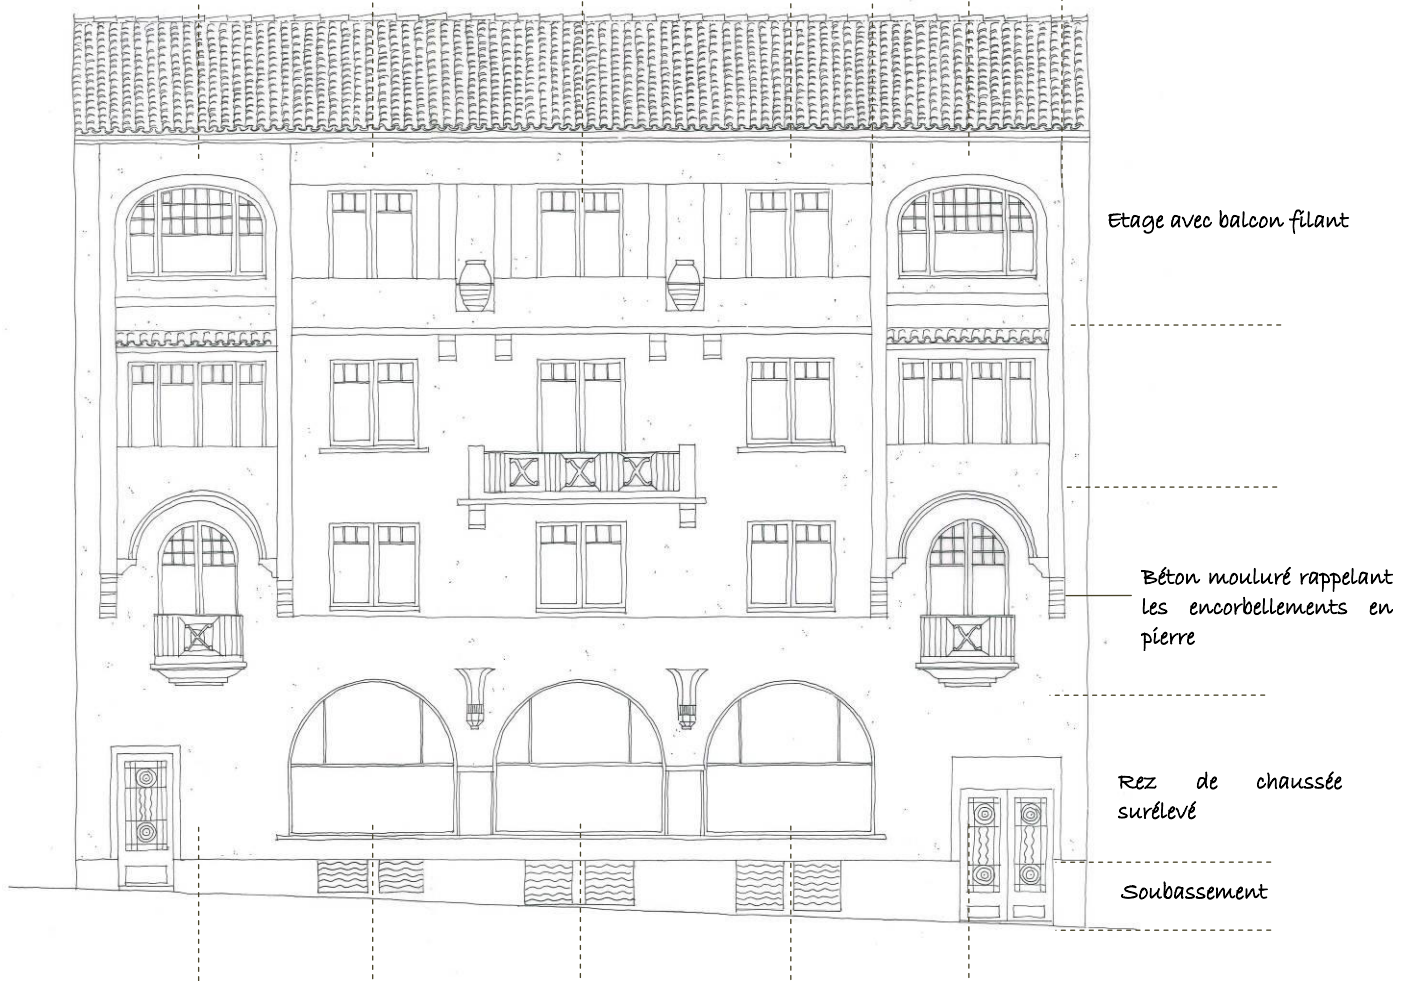 Etage avec balcon filant
Béton mouluré rappelant
les encorbellements en
pierre
Rez de chaussée
surélevé
Soubassement